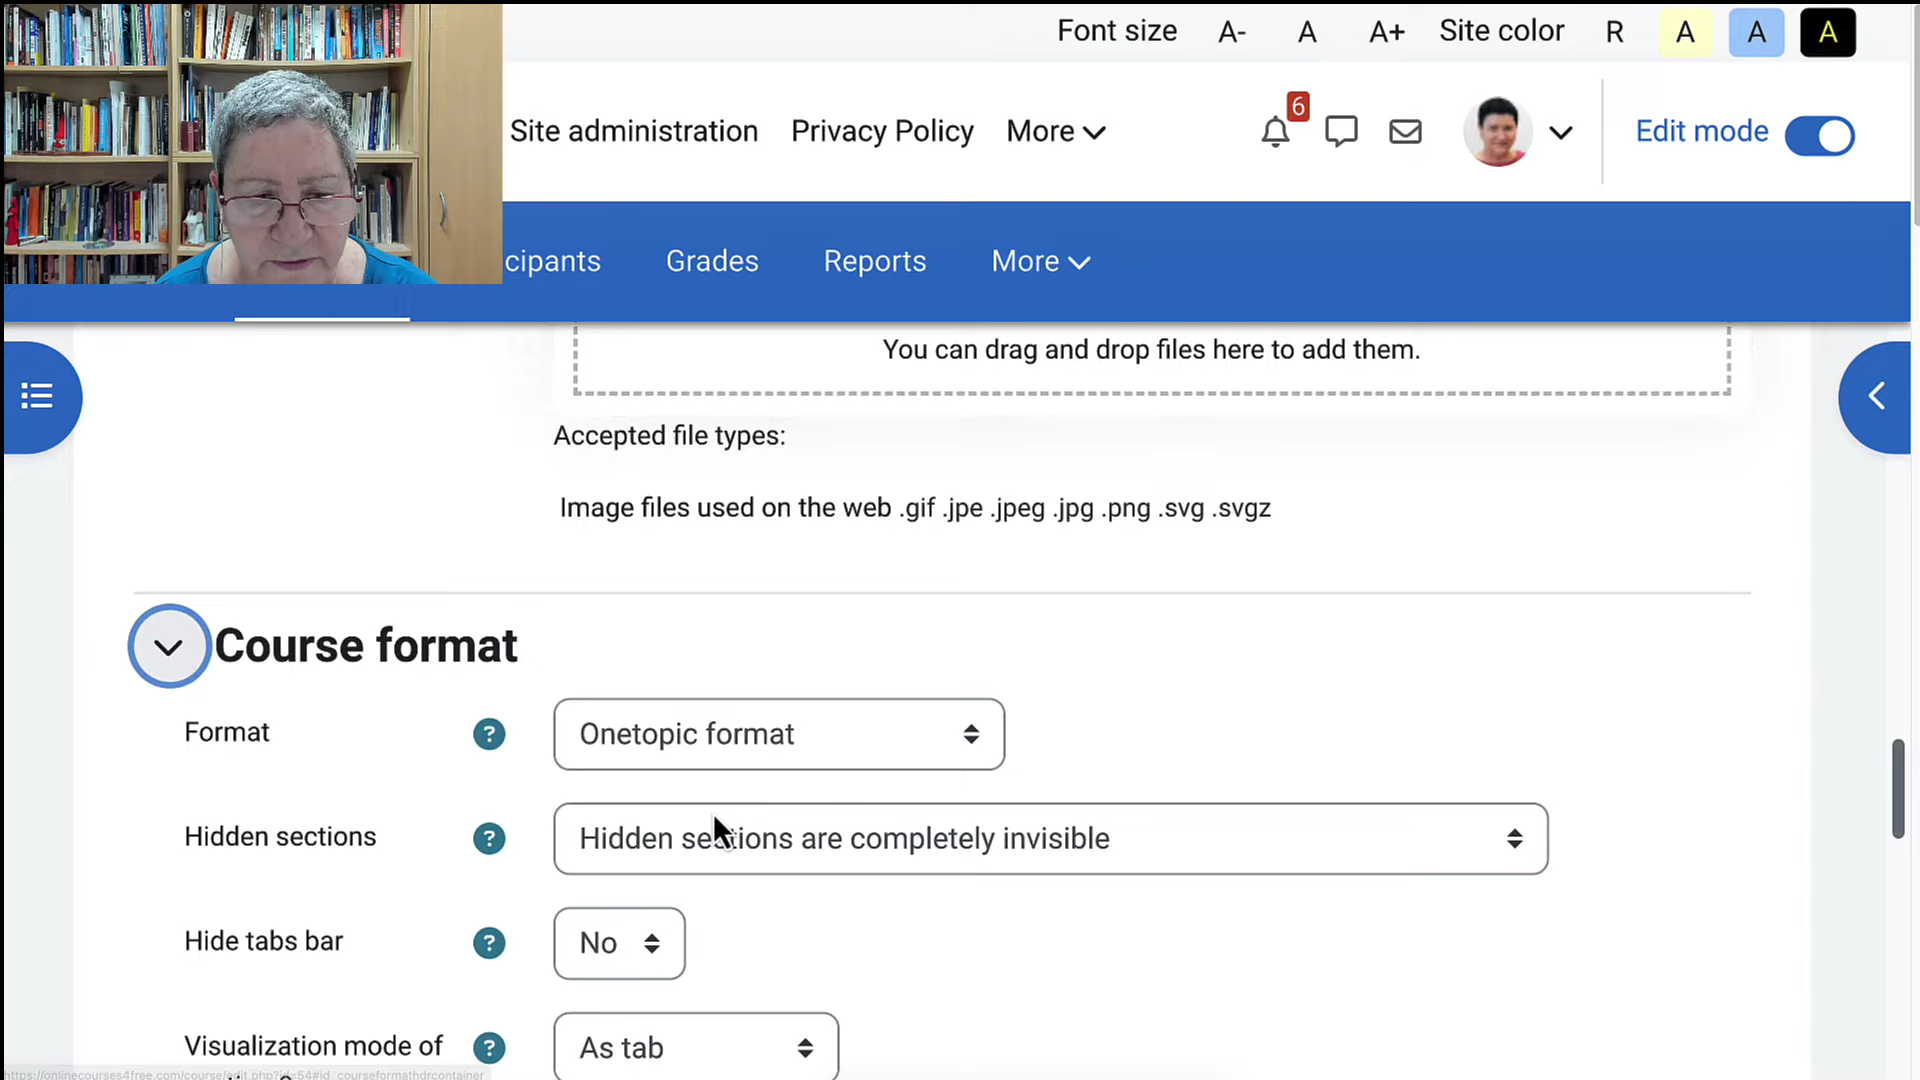 Font size A- A A+ Site color R A A A
Site administration Privacy Policy More 6 Edit mode
cipants Grades Reports More
You can drag and drop files here to add them.
Accepted file types:
Image files used on the web .gif .jpe .jpeg .jpg .png .svg .svgz
Course format
Format ? Onetopic format
Hidden sections ? Hidden sections are completely invisible
Hide tabs bar ? No
Visualization mode of ? As tab
https://onlinecourses4free.com/course/edit.php?id=54#id_courseformathdrcontainer